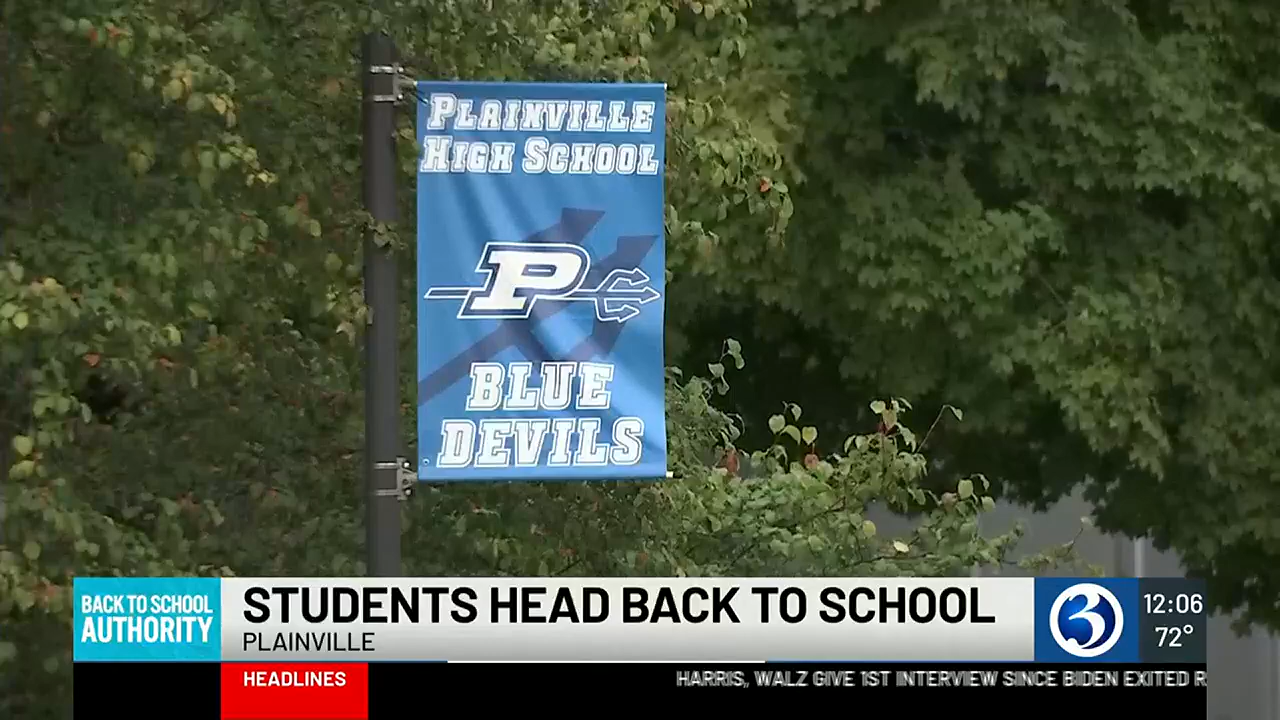 PLAINVILLE
HIGH SCHOOL
P
BLUE
DEVILS
BACK TO SCHOOL
AUTHORITY
STUDENTS HEAD BACK TO SCHOOL
PLAINVILLE
3
12:06
72°
HEADLINES
HARRIS, WALZ GIVE 1ST INTERVIEW SINCE BIDEN EXITED R